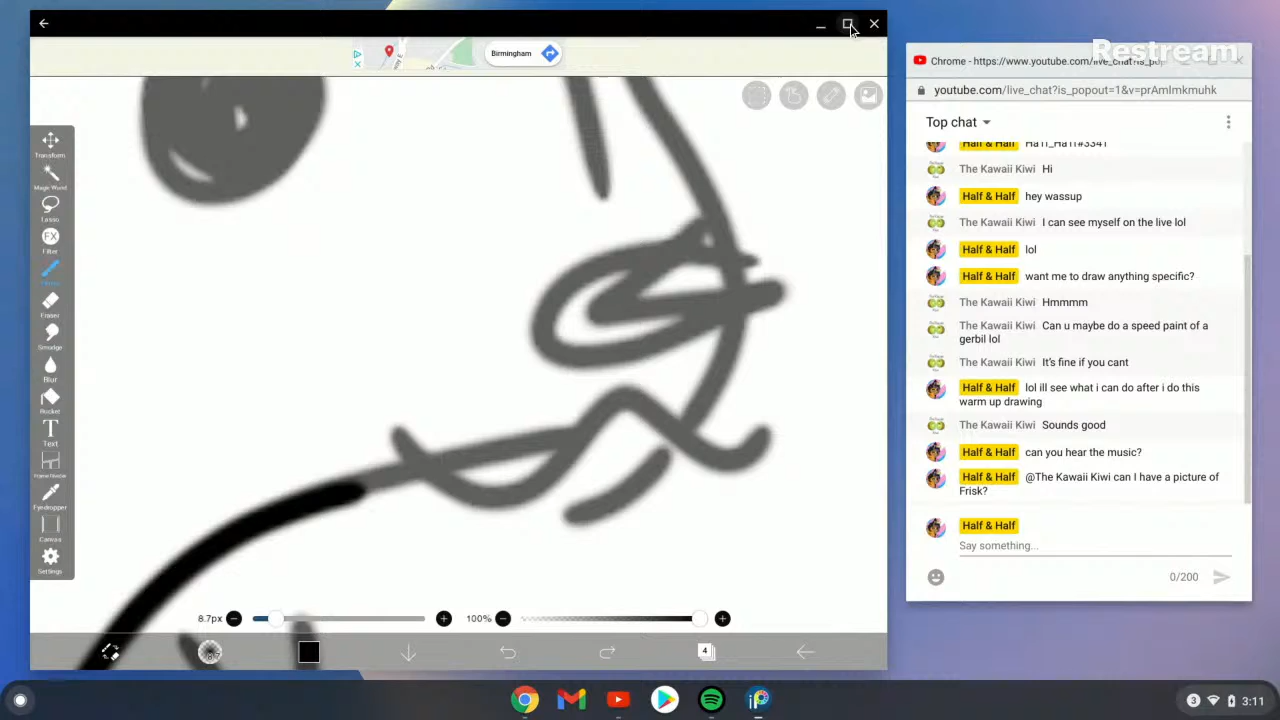 Birmingham
Transform
Magic Wand
Lasso
FX
Filter
Eraser
Smudge
Blur
Bucket
T
Text
Eyedropper
Canvas
Settings
8.7px
100%
4
Restream
Chrome - https://www.youtube.com/live_chat?is_pop
youtube.com/live_chat?is_popout=1&v=prAmlmkmuhk
Top chat
Half & Half Ha1f_Ha1f#3341
The Kawaii Kiwi Hi
Half & Half hey wassup
The Kawaii Kiwi I can see myself on the live lol
Half & Half lol
Half & Half want me to draw anything specific?
The Kawaii Kiwi Hmmmm
The Kawaii Kiwi Can u maybe do a speed paint of a
gerbil lol
The Kawaii Kiwi It's fine if you cant
Half & Half lol ill see what i can do after i do this
warm up drawing
The Kawaii Kiwi Sounds good
Half & Half can you hear the music?
Half & Half @The Kawaii Kiwi can I have a picture of
Frisk?
Half & Half
Say something...
0/200
iP
3
3:11